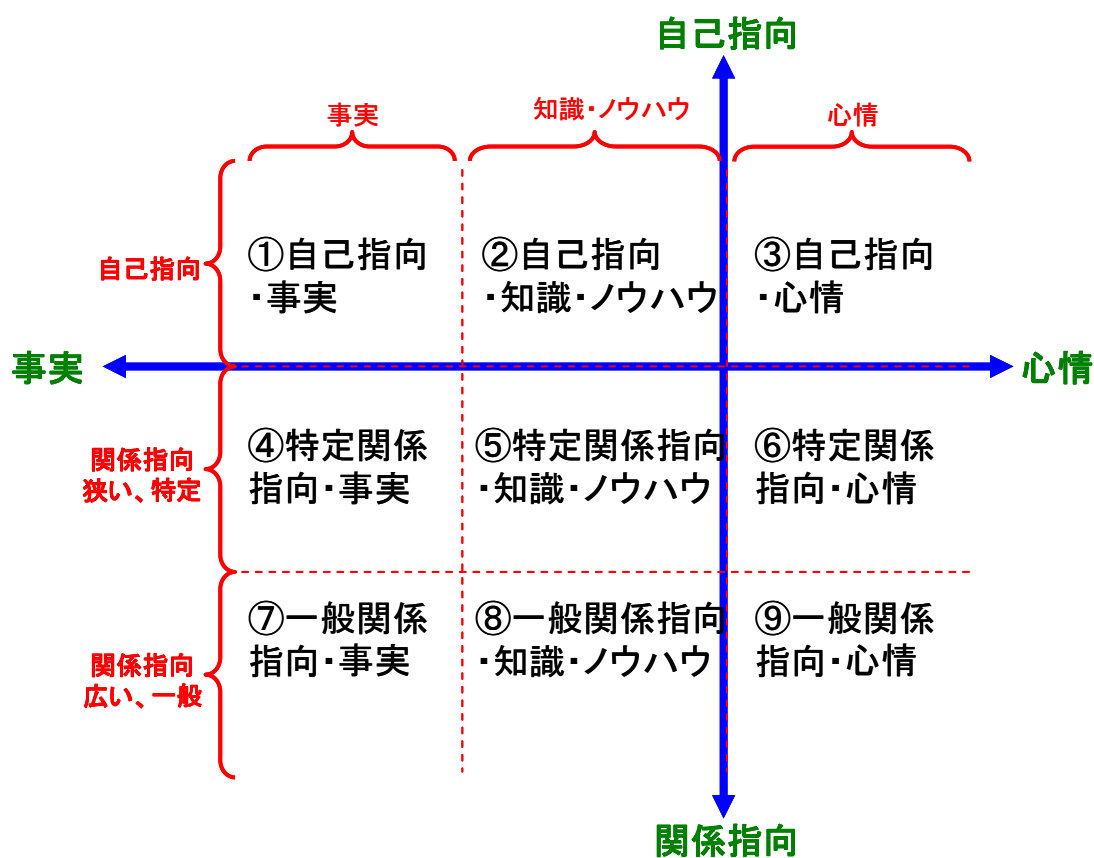 自己指向
事実
知識・ノウハウ
心情
自己指向
①自己指向
・事実
②自己指向
・知識・ノウハウ
③自己指向
・心情
事実
心情
関係指向
狭い、特定
④特定関係
指向・事実
⑤特定関係指向
・知識・ノウハウ
⑥特定関係
指向・心情
関係指向
広い、一般
⑦一般関係
指向・事実
⑧一般関係指向
・知識・ノウハウ
⑨一般関係
指向・心情
関係指向